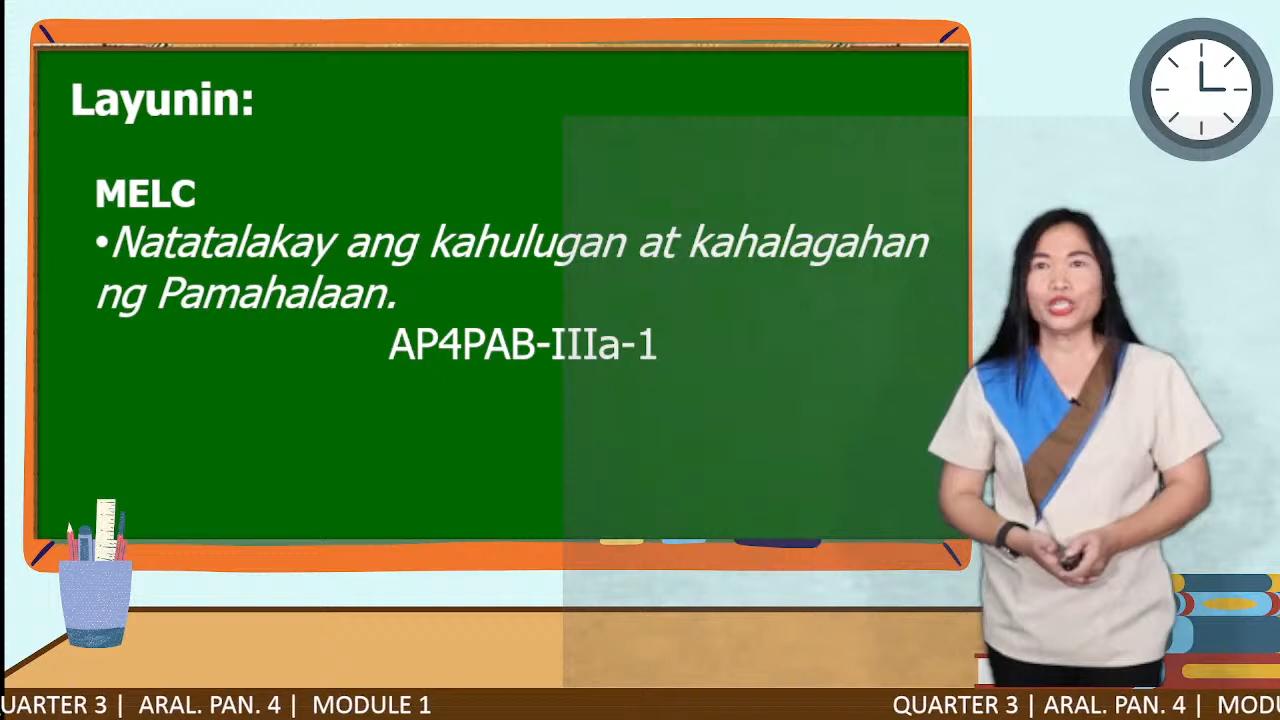 Layunin:
MELC
•Natatalakay ang kahulugan at kahalagahan
ng Pamahalaan.
AP4PAB-IIIa-1
UARTER 3 | ARAL. PAN. 4 | MODULE 1
QUARTER 3 | ARAL. PAN. 4 | MODU